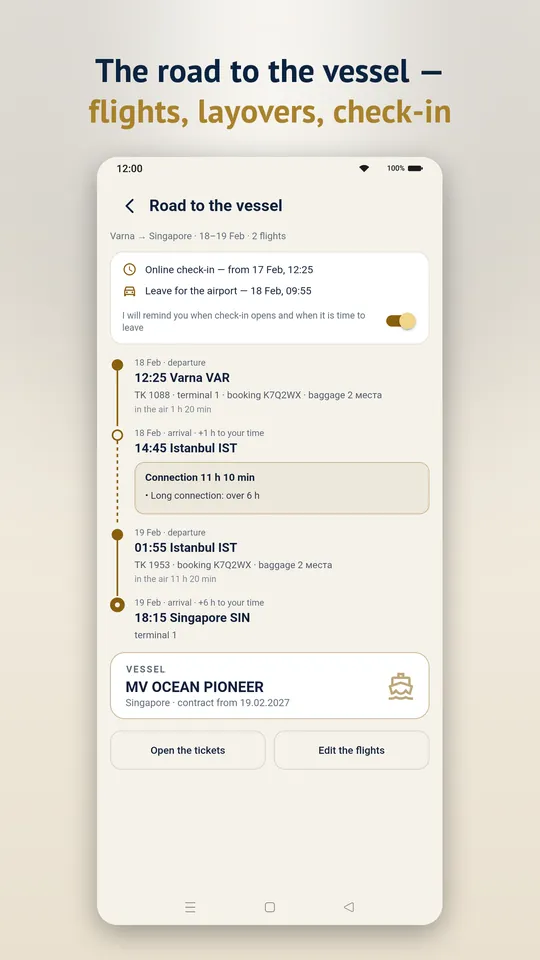 The road to the vessel —
flights, layovers, check-in
12:00
100%
Road to the vessel
Varna → Singapore · 18–19 Feb · 2 flights
Online check-in — from 17 Feb, 12:25
Leave for the airport — 18 Feb, 09:55
I will remind you when check-in opens and when it is time to
leave
18 Feb · departure
12:25 Varna VAR
TK 1088 · terminal 1 · booking K7Q2WX · baggage 2 места
in the air 1 h 20 min
18 Feb · arrival · +1 h to your time
14:45 Istanbul IST
Connection 11 h 10 min
• Long connection: over 6 h
19 Feb · departure
01:55 Istanbul IST
TK 1953 · booking K7Q2WX · baggage 2 места
in the air 11 h 20 min
19 Feb · arrival · +6 h to your time
18:15 Singapore SIN
terminal 1
VESSEL
MV OCEAN PIONEER
Singapore · contract from 19.02.2027
Open the tickets
Edit the flights